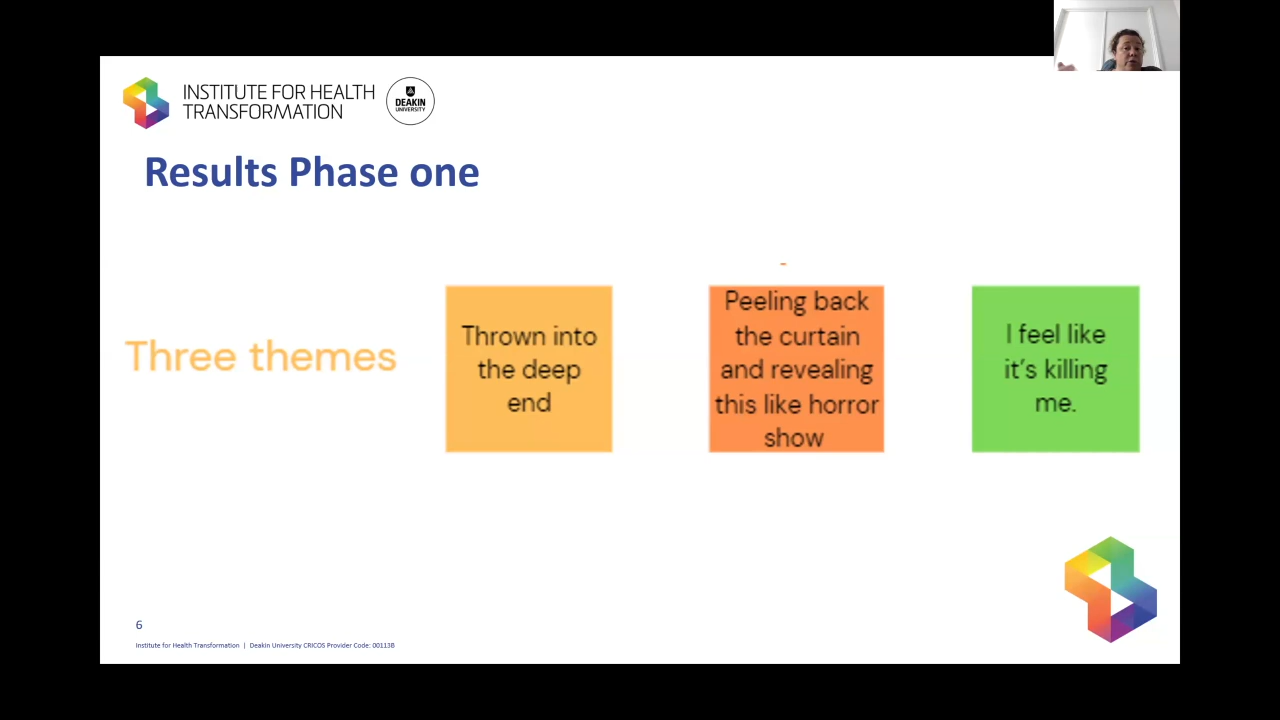 INSTITUTE FOR HEALTH
TRANSFORMATION
DEAKIN
UNIVERSITY
Results Phase one
Three themes
Thrown into
the deep
end
-
Peeling back
the curtain
and revealing
this like horror
show
I feel like
it's killing
me.
6
Institute for Health Transformation | Deakin University CRICOS Provider Code: 00113B